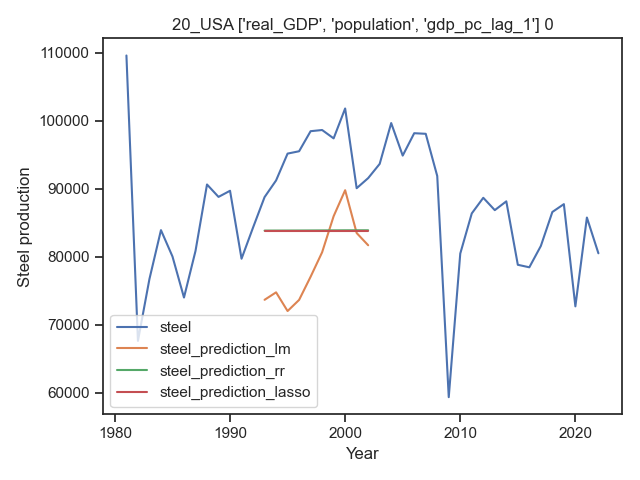 20_USA ['real_GDP', 'population', 'gdp_pc_lag_1'] 0
110000
100000
90000
80000
70000
60000
Steel production
steel
steel_prediction_lm
steel_prediction_rr
steel_prediction_lasso
1980
1990
2000
2010
2020
Year